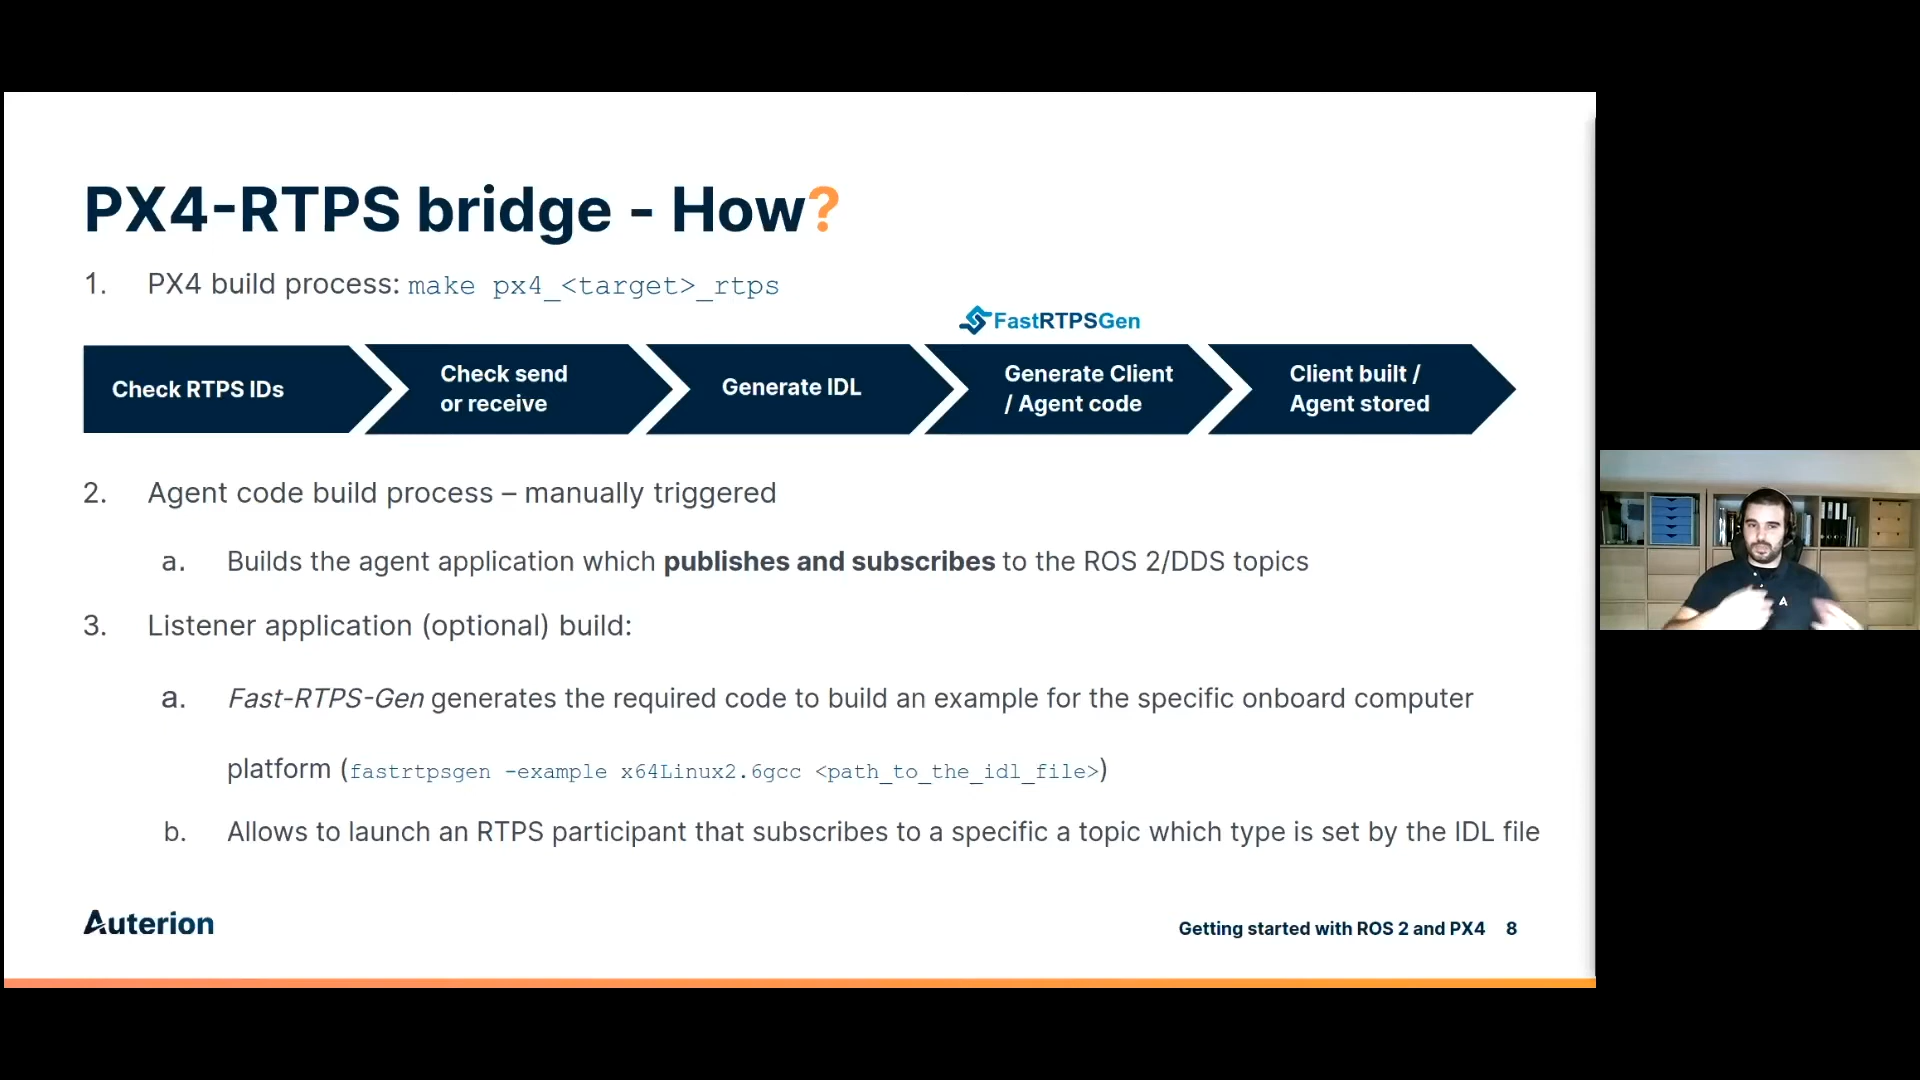 PX4-RTPS bridge - How?
1. PX4 build process: make px4_<target>_rtps
FastRTPSGen
Check RTPS IDs
Check send
or receive
Generate IDL
Generate Client
/ Agent code
Client built /
Agent stored
2. Agent code build process – manually triggered
a. Builds the agent application which publishes and subscribes to the ROS 2/DDS topics
3. Listener application (optional) build:
a. Fast-RTPS-Gen generates the required code to build an example for the specific onboard computer
platform (fastrtpsgen -example x64Linux2.6gcc <path_to_the_idl_file>)
b. Allows to launch an RTPS participant that subscribes to a specific a topic which type is set by the IDL file
Auterion
Getting started with ROS 2 and PX4 8